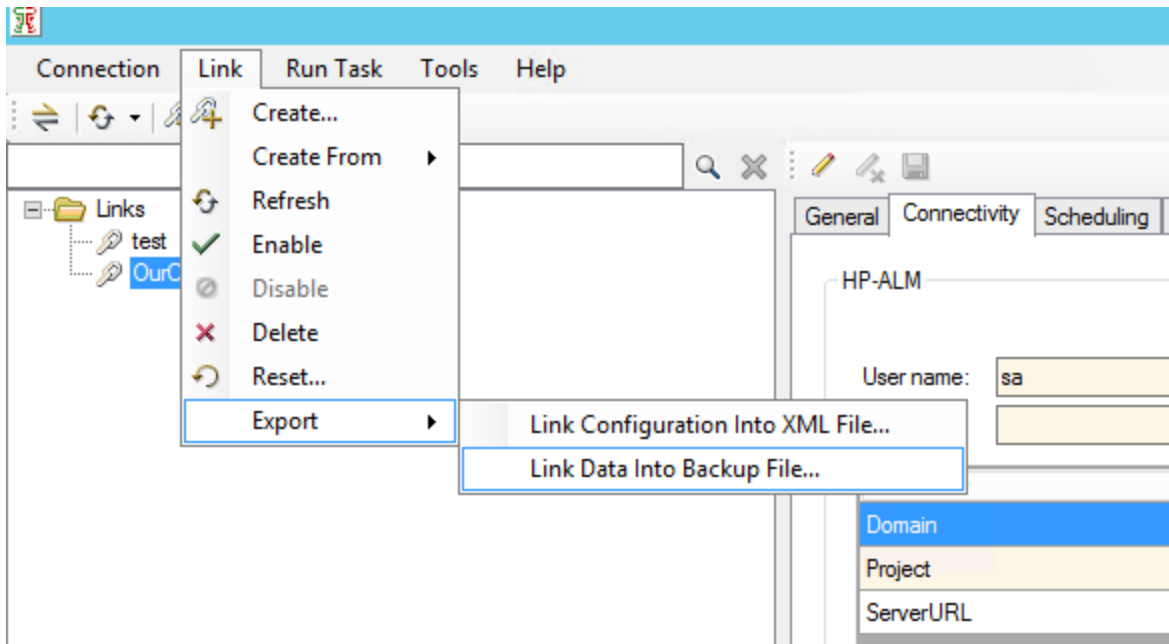 Connection Link Run Task Tools Help
Create...
Create From
Refresh
Enable
Disable
Delete
Reset...
Export
Link Configuration Into XML File...
Link Data Into Backup File...
Links
test
General Connectivity Scheduling
HP-ALM
User name: sa
Domain
Project
ServerURL